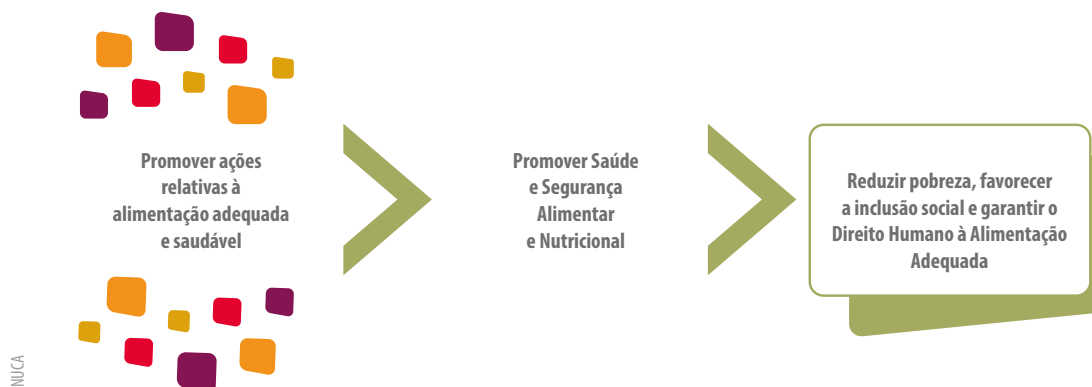 Promover ações
relativas à
alimentação adequada
e saudável
Promover Saúde
e Segurança
Alimentar
e Nutricional
Reduzir pobreza, favorecer
a inclusão social e garantir o
Direito Humano à Alimentação
Adequada
NUCA